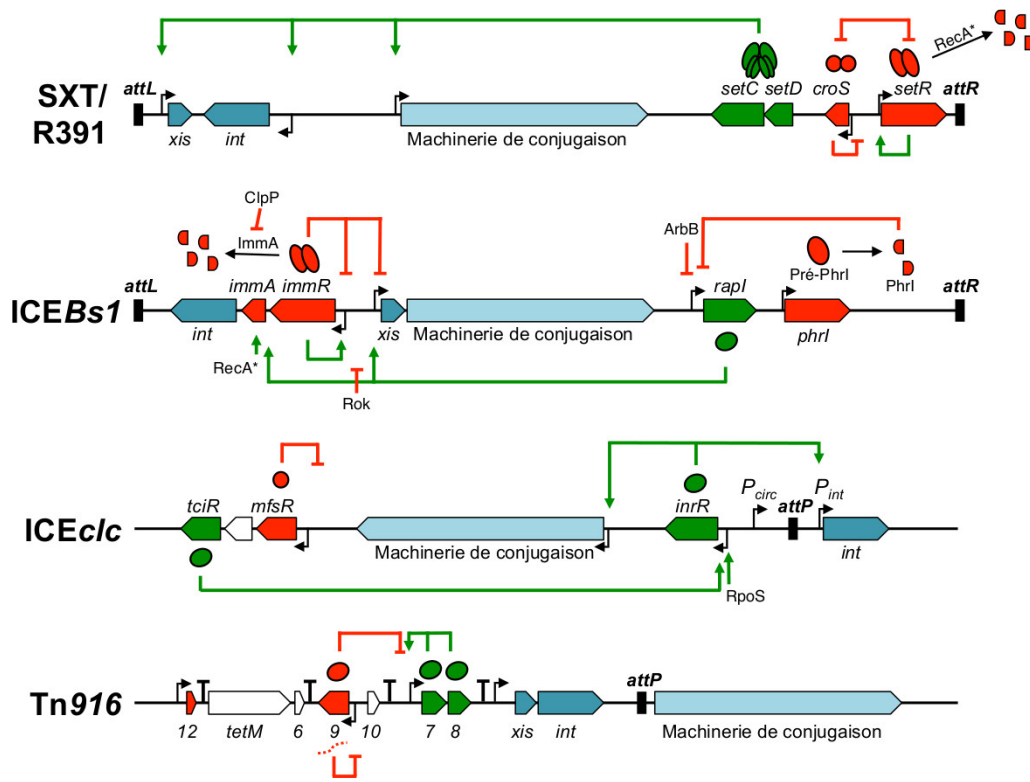 RecA*
attL
SXT/
R391
setC setD croS setR
attR
xis int
Machinerie de conjugaison
ClpP
ImmA
ArbB
Pré-PhrI
PhrI
attL
immA immR
rapI
attR
ICEBs1
int
xis
Machinerie de conjugaison
phrI
RecA*
Rok
tciR mfsR
inrR
Pcirc
attP
Pint
ICEclc
Machinerie de conjugaison
int
RpoS
attP
Tn916
12 tetM 6 9 10 7 8 xis int
Machinerie de conjugaison